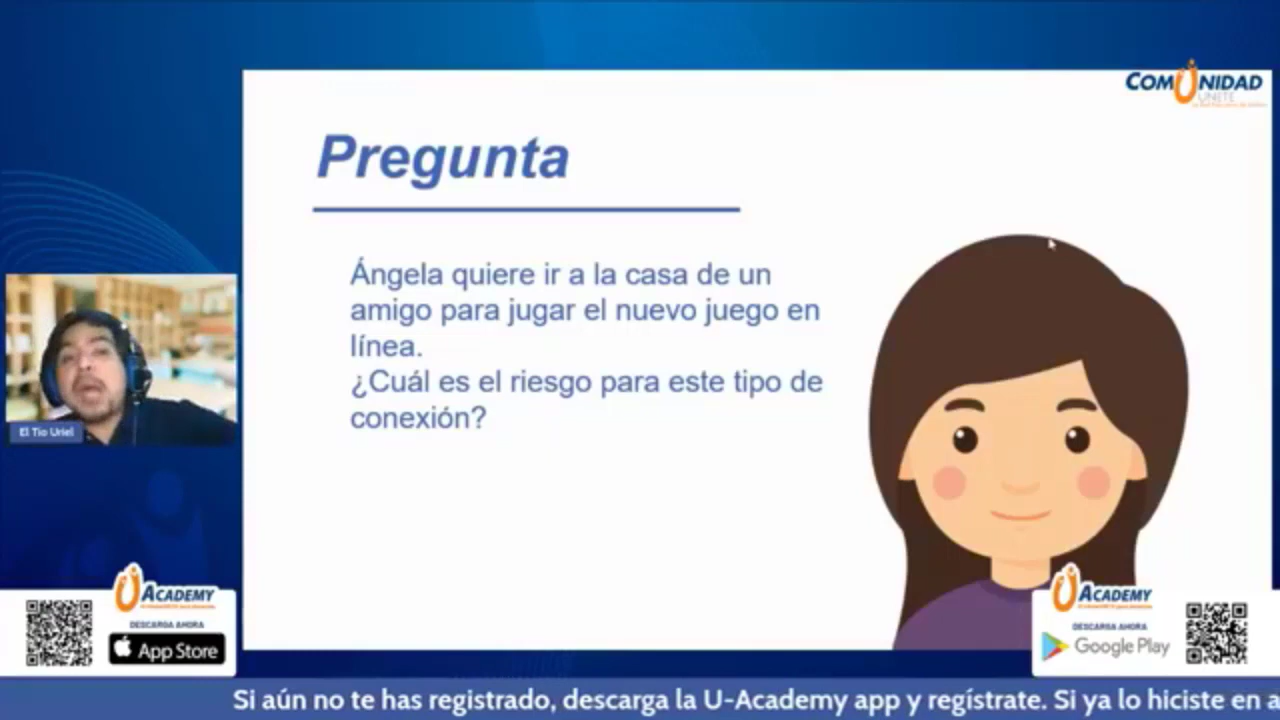 COMUNIDAD
ÚNETE
Pregunta
Ángela quiere ir a la casa de un
amigo para jugar el nuevo juego en
línea.
¿Cuál es el riesgo para este tipo de
conexión?
El Tio Uriel
ACADEMY
DESCARGA AHORA
App Store
ACADEMY
DESCARGA AHORA
Google Play
Si aún no te has registrado, descarga la U-Academy app y regístrate. Si ya lo hiciste en a